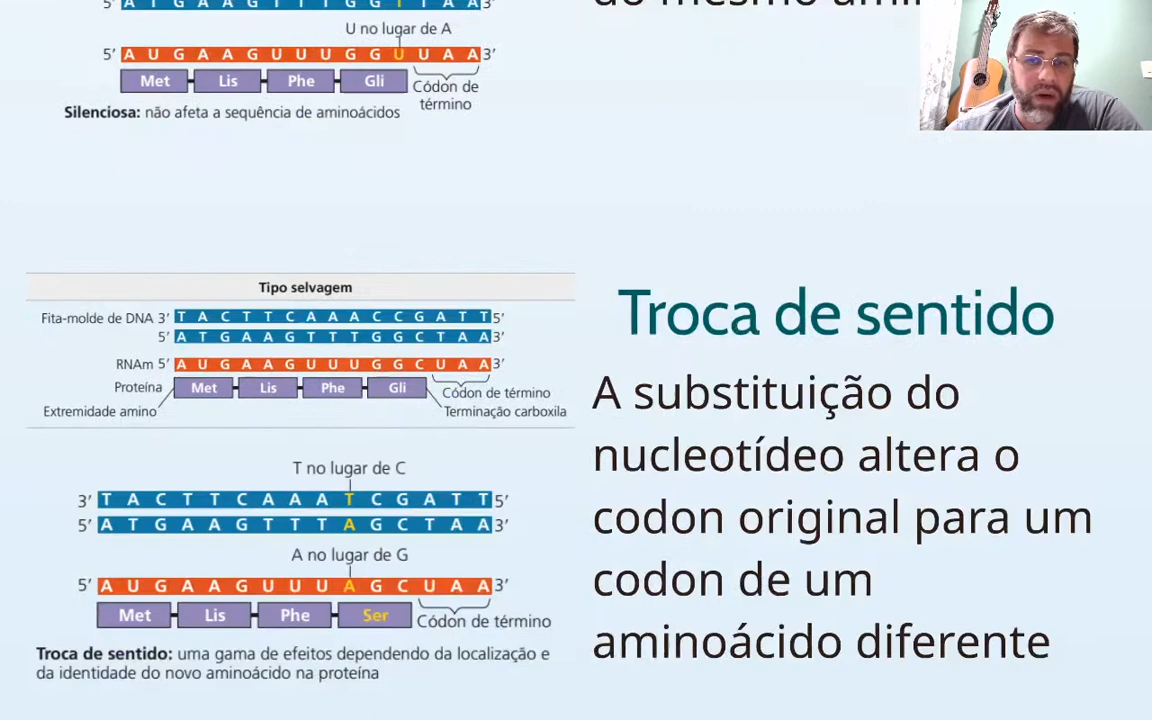 5' A T G A A G T T T G G T T A A 3'
do mesmo ami
U no lugar de A
5' A U G A A G U U U G G U U A A 3'
Met Lis Phe Gli
Códon de
término
Silenciosa: não afeta a sequência de aminoácidos
Tipo selvagem
Fita-molde de DNA 3' T A C T T C A A A C C G A T T 5'
5' A T G A A G T T T G G C T A A 3'
RNAm 5' A U G A A G U U U G G C U A A 3'
Proteína Met Lis Phe Gli
Códon de término
Extremidade amino
Terminação carboxila
T no lugar de C
3' T A C T T C A A A T C G A T T 5'
5' A T G A A G T T T A G C T A A 3'
A no lugar de G
5' A U G A A G U U U A G C U A A 3'
Met Lis Phe Ser
Códon de término
Troca de sentido: uma gama de efeitos dependendo da localização e
da identidade do novo aminoácido na proteína
Troca de sentido
A substituição do
nucleotídeo altera o
codon original para um
codon de um
aminoácido diferente